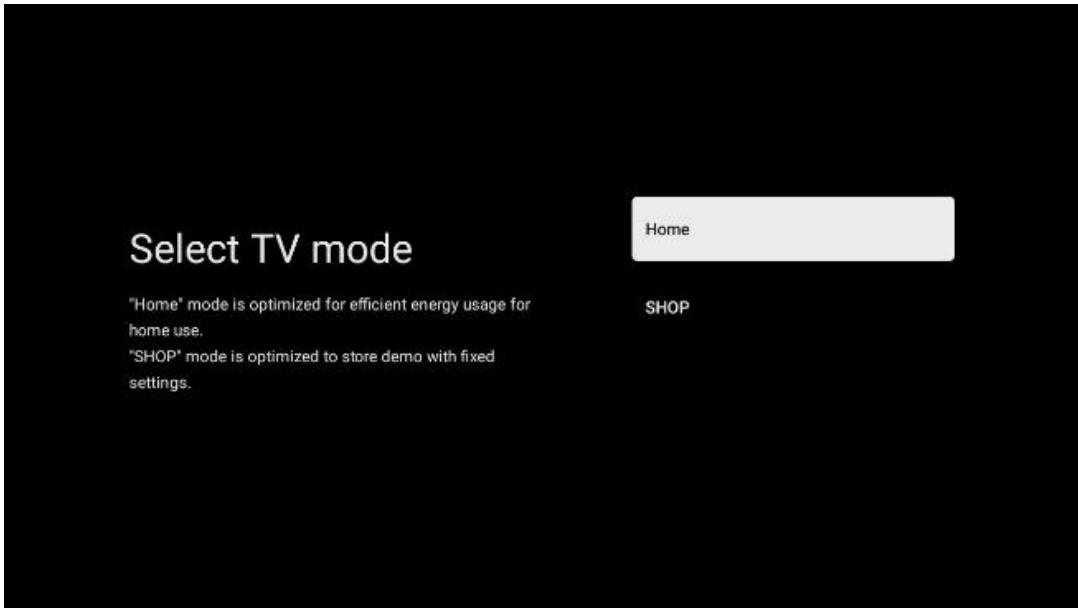 Select TV mode
"Home" mode is optimized for efficient energy usage for
home use.
"SHOP" mode is optimized to store demo with fixed
settings.
Home
SHOP